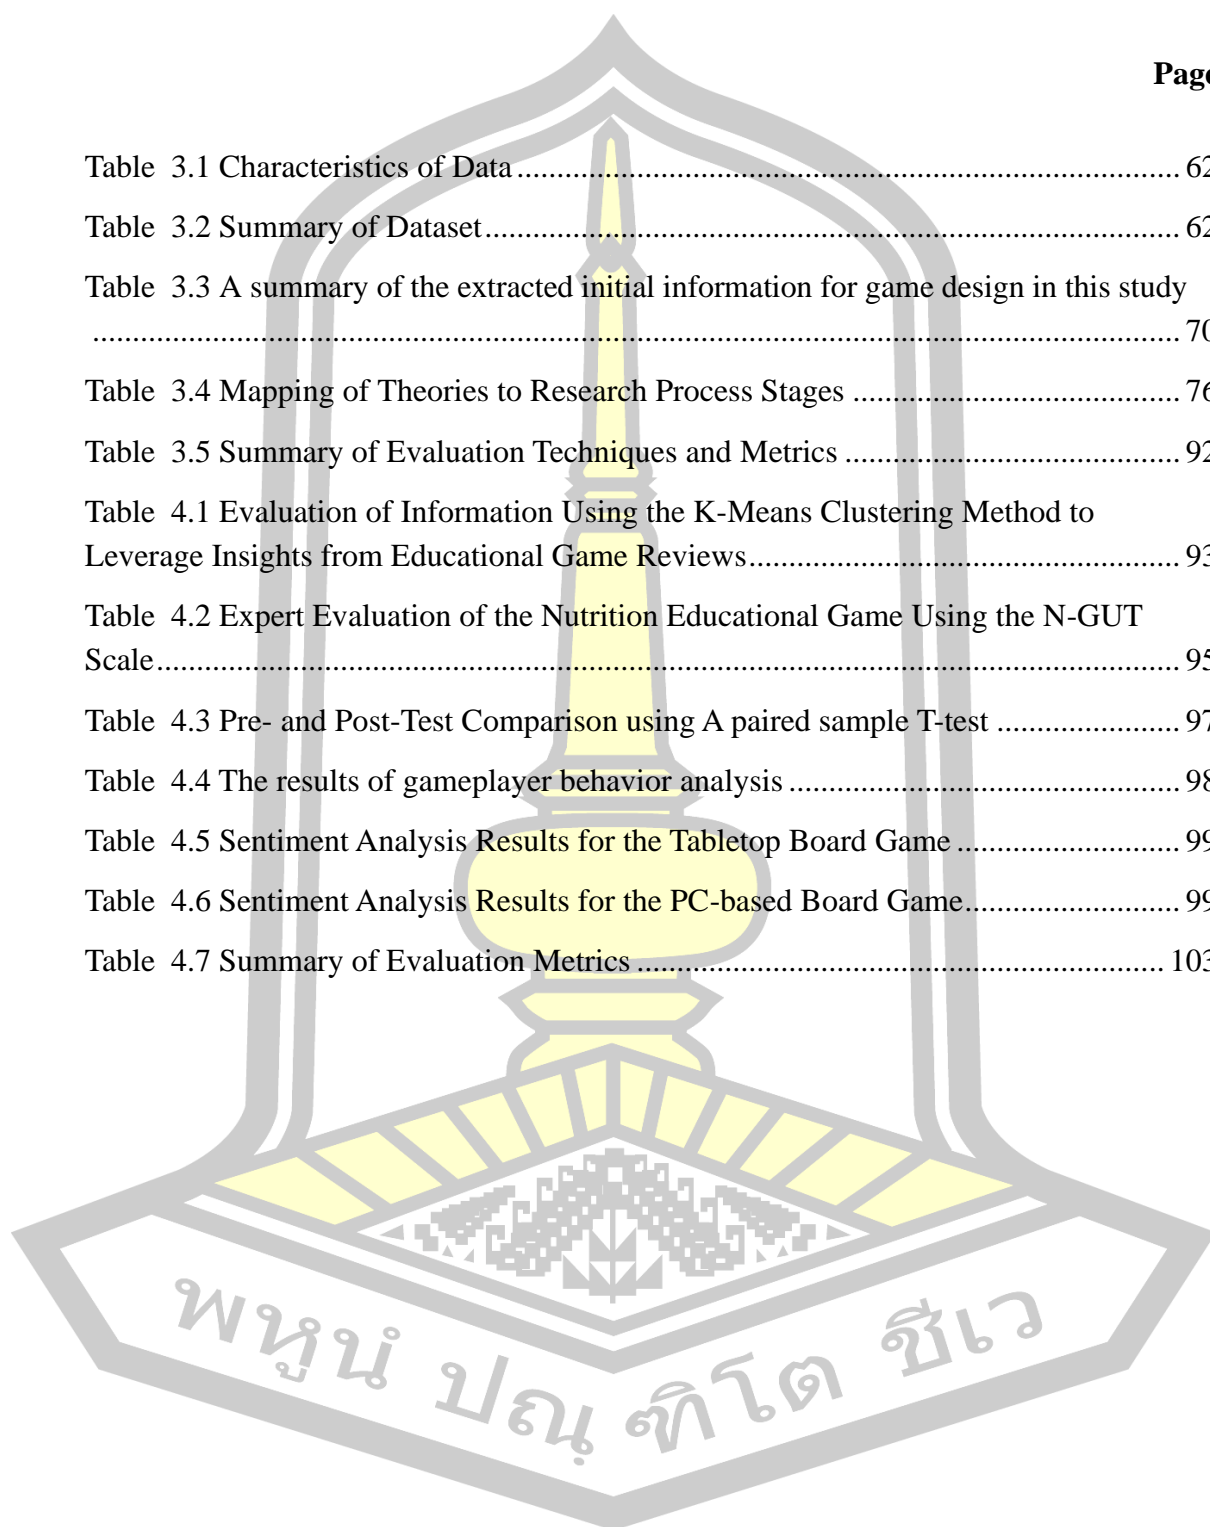 Page
Table 3.1 Characteristics of Data .................................................................................. 62
Table 3.2 Summary of Dataset ...................................................................................... 62
Table 3.3 A summary of the extracted initial information for game design in this study
....................................................................................................................................... 70
Table 3.4 Mapping of Theories to Research Process Stages ......................................... 76
Table 3.5 Summary of Evaluation Techniques and Metrics .......................................... 92
Table 4.1 Evaluation of Information Using the K-Means Clustering Method to
Leverage Insights from Educational Game Reviews ...................................................... 93
Table 4.2 Expert Evaluation of the Nutrition Educational Game Using the N-GUT
Scale ............................................................................................................................... 95
Table 4.3 Pre- and Post-Test Comparison using A paired sample T-test ....................... 97
Table 4.4 The results of gameplayer behavior analysis ................................................. 98
Table 4.5 Sentiment Analysis Results for the Tabletop Board Game ............................ 99
Table 4.6 Sentiment Analysis Results for the PC-based Board Game ........................... 99
Table 4.7 Summary of Evaluation Metrics .................................................................. 103
พหูนํ ปณฺฑิโต ชีเว